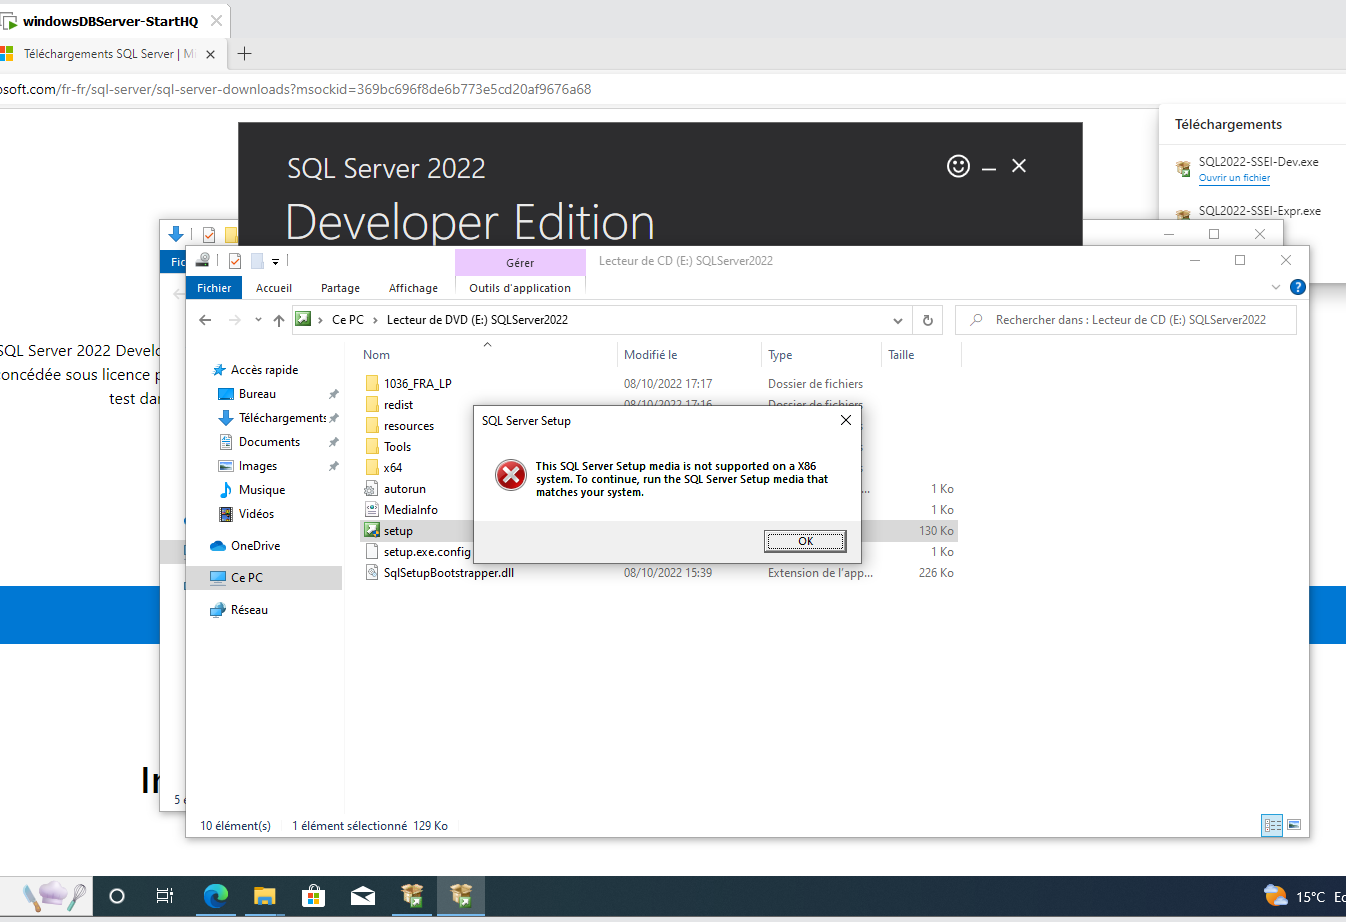 windowsDBServer-StartHQ
Téléchargements SQL Server | Mi
osoft.com/fr-fr/sql-server/sql-server-downloads?msockid=369bc696f8de6b773e5cd20af9676a68
Téléchargements
SQL2022-SSEI-Dev.exe
Ouvrir un fichier
SQL2022-SSEI-Expr.exe
SQL Server 2022
Developer Edition
Fic
Gérer
Lecteur de CD (E:) SQLServer2022
Fichier
Accueil
Partage
Affichage
Outils d'application
Ce PC > Lecteur de DVD (E:) SQLServer2022
Rechercher dans : Lecteur de CD (E:) SQLServer2022
SQL Server 2022 Develo
oncédée sous licence p
test dan
Nom
Modifié le
Type
Taille
Accès rapide
Bureau
Téléchargements
Documents
Images
Musique
Vidéos
OneDrive
Ce PC
Réseau
1036_FRA_LP 08/10/2022 17:17 Dossier de fichiers
redist 08/10/2022 17:16 Dossier de fichiers
resources
Tools
x64
autorun 1 Ko
MediaInfo 1 Ko
setup 130 Ko
setup.exe.config 1 Ko
SqlSetupBootstrapper.dll 08/10/2022 15:39 Extension de l'app... 226 Ko
SQL Server Setup
This SQL Server Setup media is not supported on a X86
system. To continue, run the SQL Server Setup media that
matches your system.
OK
In
5 é
10 élément(s) 1 élément sélectionné 129 Ko
15°C